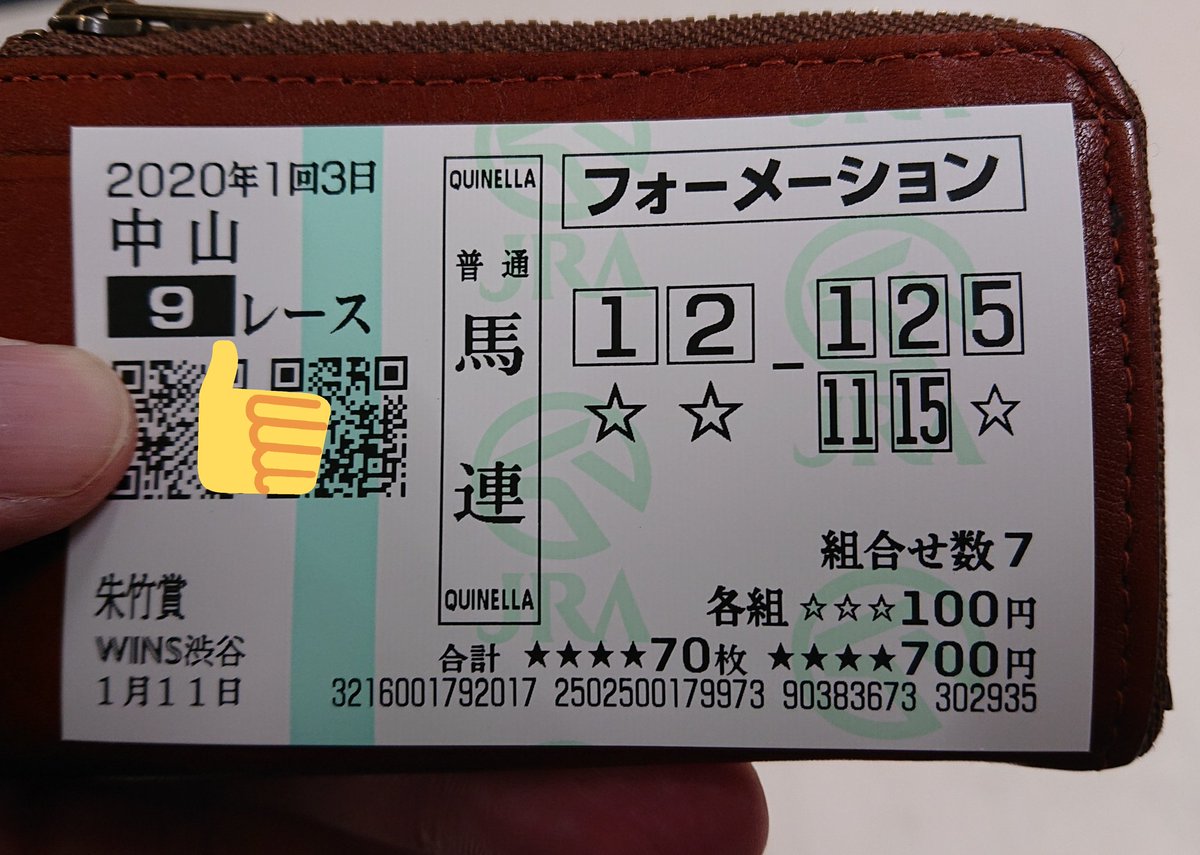 2020年1回3日
中山
9レース
朱竹賞
WINS渋谷
1月11日
QUINELLA
普通
馬連
QUINELLA
フォーメーション
1 2 - 1 2 5
☆ ☆ 11 15 ☆
組合せ数7
各組 ☆☆☆100円
合計 ★★★★70枚 ★★★★700円
3216001792017 2502500179973 90383673 302935
JRA
JRA
JRA
JRA